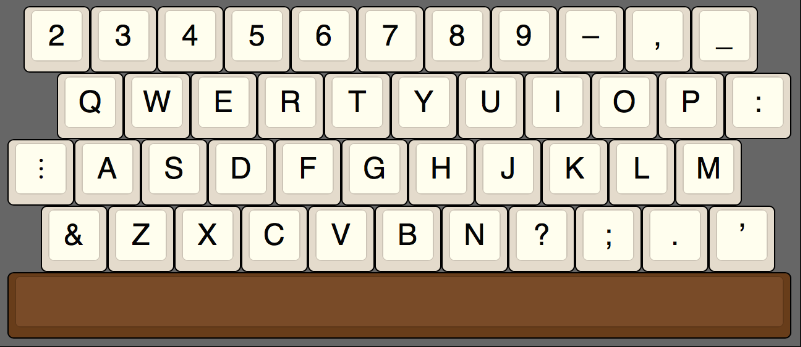 2 3 4 5 6 7 8 9 – , _
Q W E R T Y U I O P :
⋮ A S D F G H J K L M
& Z X C V B N ? ; . ’